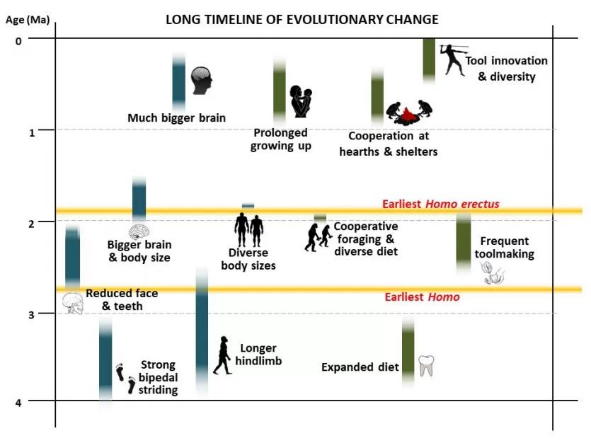 Age (Ma)
LONG TIMELINE OF EVOLUTIONARY CHANGE
0
Tool innovation
& diversity
Much bigger brain
Prolonged
growing up
Cooperation at
hearths & shelters
1
Earliest Homo erectus
2
Bigger brain
& body size
Diverse
body sizes
Cooperative
foraging &
diverse diet
Frequent
toolmaking
Reduced face
& teeth
Earliest Homo
3
Strong
bipedal
striding
Longer
hindlimb
Expanded diet
4